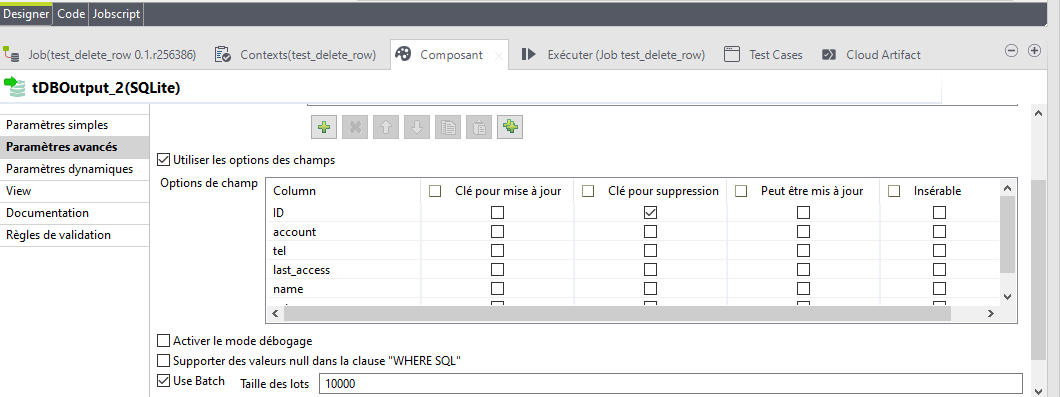 Designer Code Jobscript
Job(test_delete_row 0.1.r256386) Contexts(test_delete_row) Composant Exécuter (Job test_delete_row) Test Cases Cloud Artifact
tDBOutput_2(SQLite)
Paramètres simples
Paramètres avancés
Paramètres dynamiques
View
Documentation
Règles de validation
Utiliser les options des champs
Options de champ
Column Clé pour mise à jour Clé pour suppression Peut être mis à jour Insérable
ID
account
tel
last_access
name
Activer le mode débogage
Supporter des valeurs null dans la clause "WHERE SQL"
Use Batch Taille des lots 10000